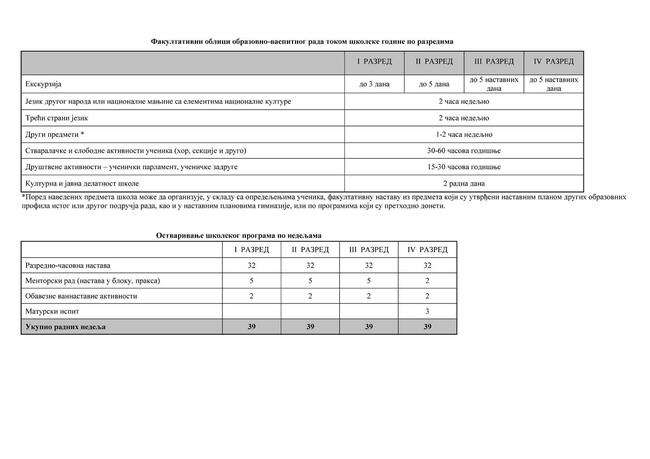 Факултативни облици образовно-васпитног рада током школске године по разредима
I РАЗРЕД II РАЗРЕД III РАЗРЕД IV РАЗРЕД
Екскурзија до 3 дана до 5 дана до 5 наставних дана до 5 наставних дана
Језик другог народа или националне мањине са елементима националне културе 2 часа недељно
Трећи страни језик 2 часа недељно
Други предмети * 1-2 часа недељно
Стваралачке и слободне активности ученика (хор, секције и друго) 30-60 часова годишње
Друштвене активности – ученички парламент, ученичке задруге 15-30 часова годишње
Културна и јавна делатност школе 2 радна дана
*Поред наведених предмета школа може да организује, у складу са опредељењима ученика, факултативну наставу из предмета који су утврђени наставним планом других образовних
профила истог или другог подручја рада, као и у наставним плановима гимназије, или по програмима који су претходно донети.
Остваривање школског програма по недељама
I РАЗРЕД II РАЗРЕД III РАЗРЕД IV РАЗРЕД
Разредно-часовна настава 32 32 32 32
Менторски рад (настава у блоку, пракса) 5 5 5 2
Обавезне ваннаставне активности 2 2 2 2
Матурски испит 3
Укупно радних недеља 39 39 39 39